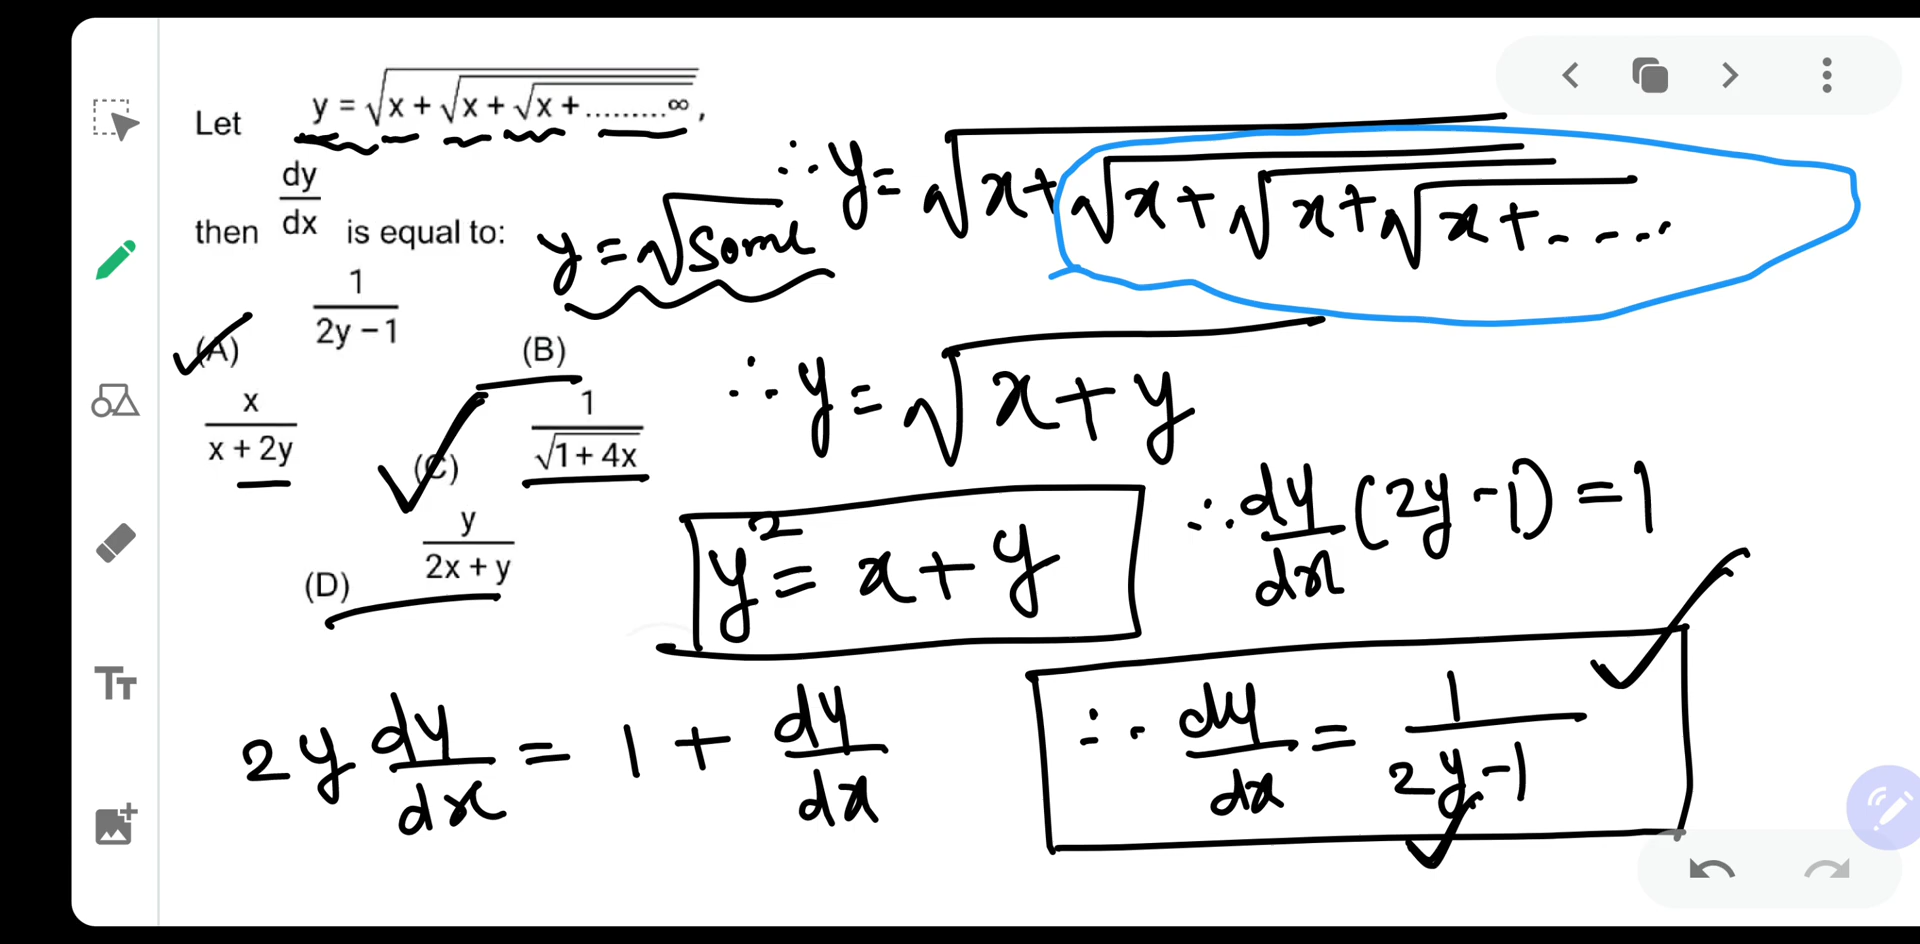 Let y = √(x + √(x + √(x + .........∞ ,
then dy/dx is equal to:
(A) 1/(2y – 1)
(B) x/(x + 2y)
(C) 1/√(1 + 4x)
(D) y/(2x + y)
y = √some
∴ y = √(x + √(x + √(x + √(x + - - - -
∴ y = √(x + y)
y² = x + y
2y dy/dx = 1 + dy/dx
∴ dy/dx (2y - 1) = 1
∴ dy/dx = 1/(2y - 1)
TT